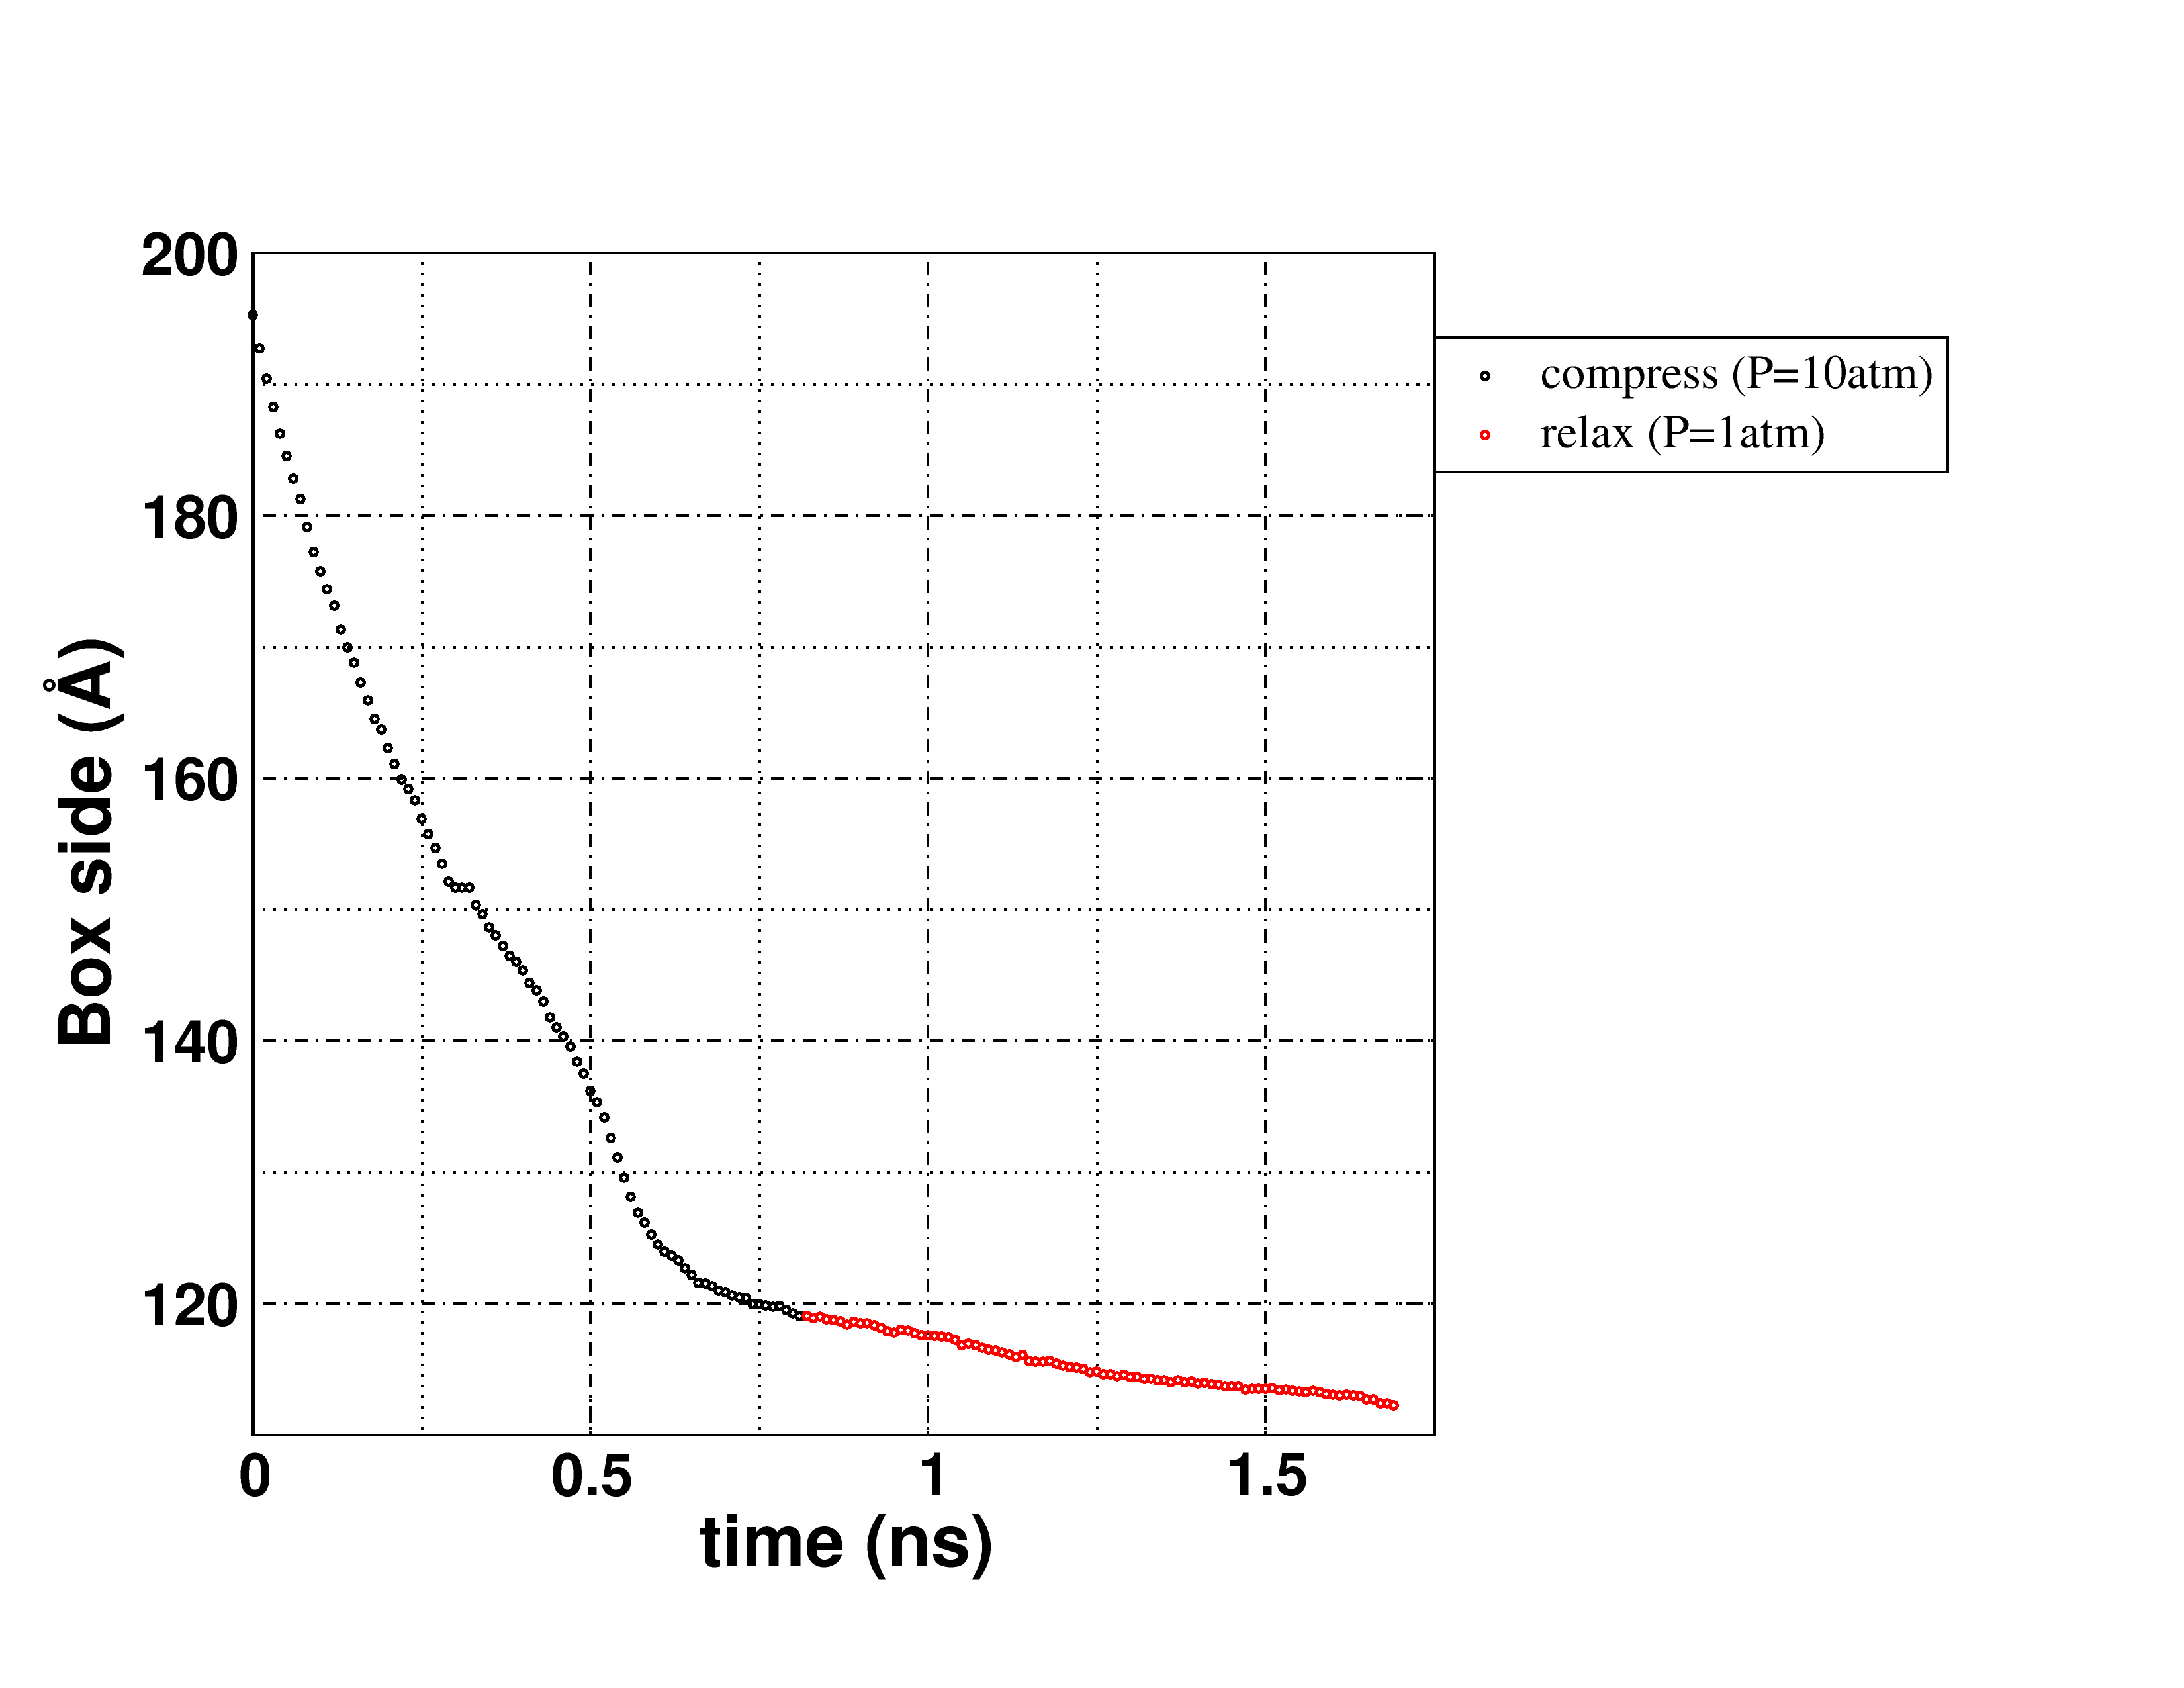 200
180
160
140
120
Box side (Å)
0 0.5 1 1.5
time (ns)
compress (P=10atm)
relax (P=1atm)